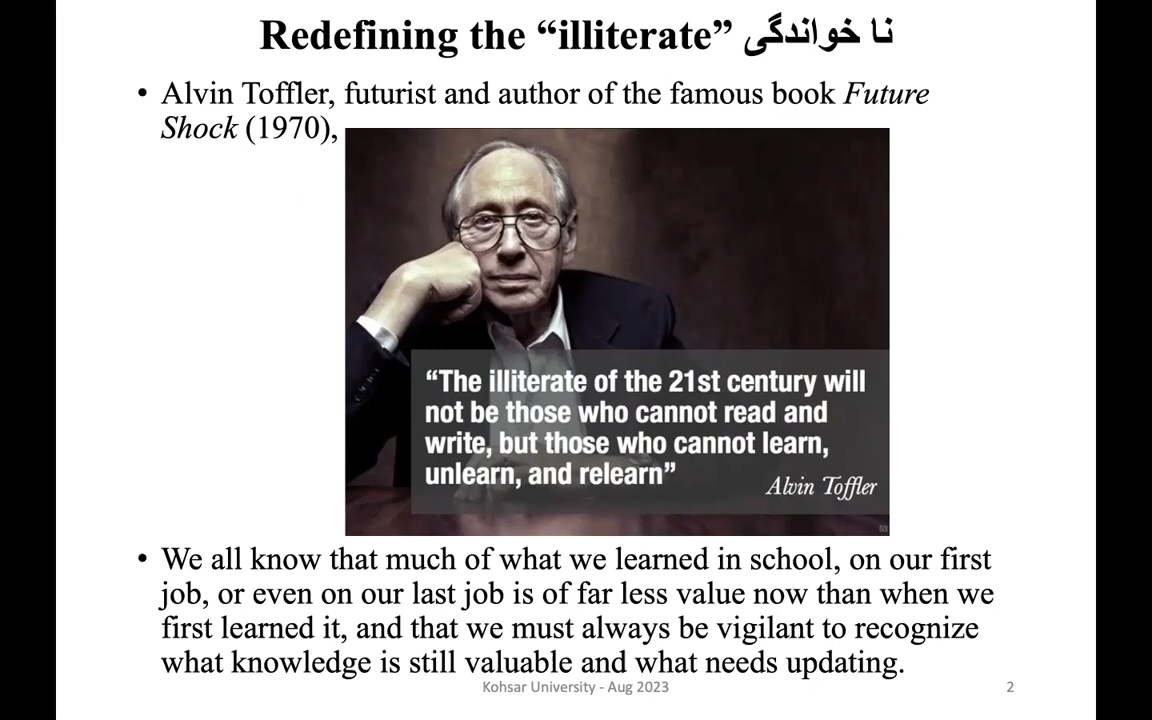 Redefining the “illiterate” نا خواندگی
• Alvin Toffler, futurist and author of the famous book Future
Shock (1970),
“The illiterate of the 21st century will
not be those who cannot read and
write, but those who cannot learn,
unlearn, and relearn”
Alvin Toffler
53
• We all know that much of what we learned in school, on our first
job, or even on our last job is of far less value now than when we
first learned it, and that we must always be vigilant to recognize
what knowledge is still valuable and what needs updating.
Kohsar University - Aug 2023
2